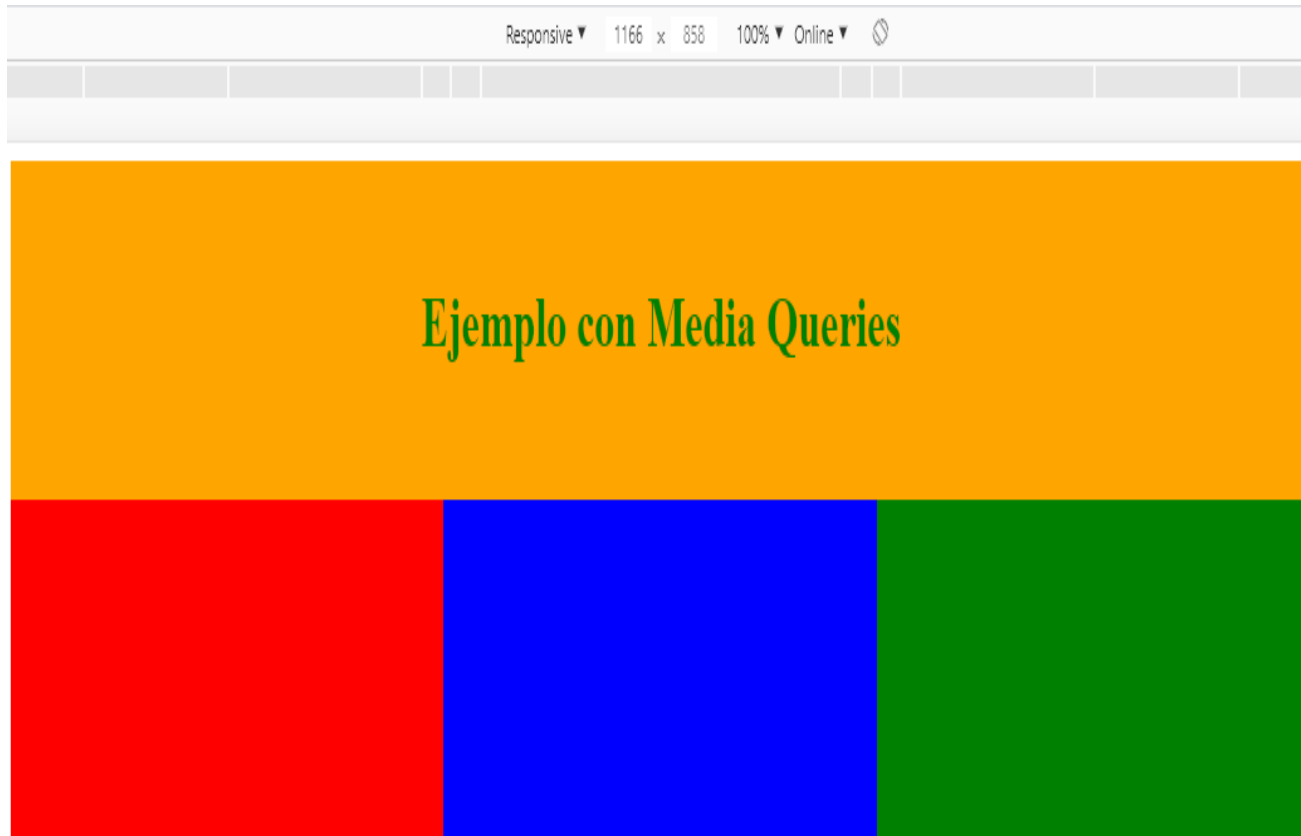 Responsive ▼ 1166 x 858 100% ▼ Online ▼
Ejemplo con Media Queries